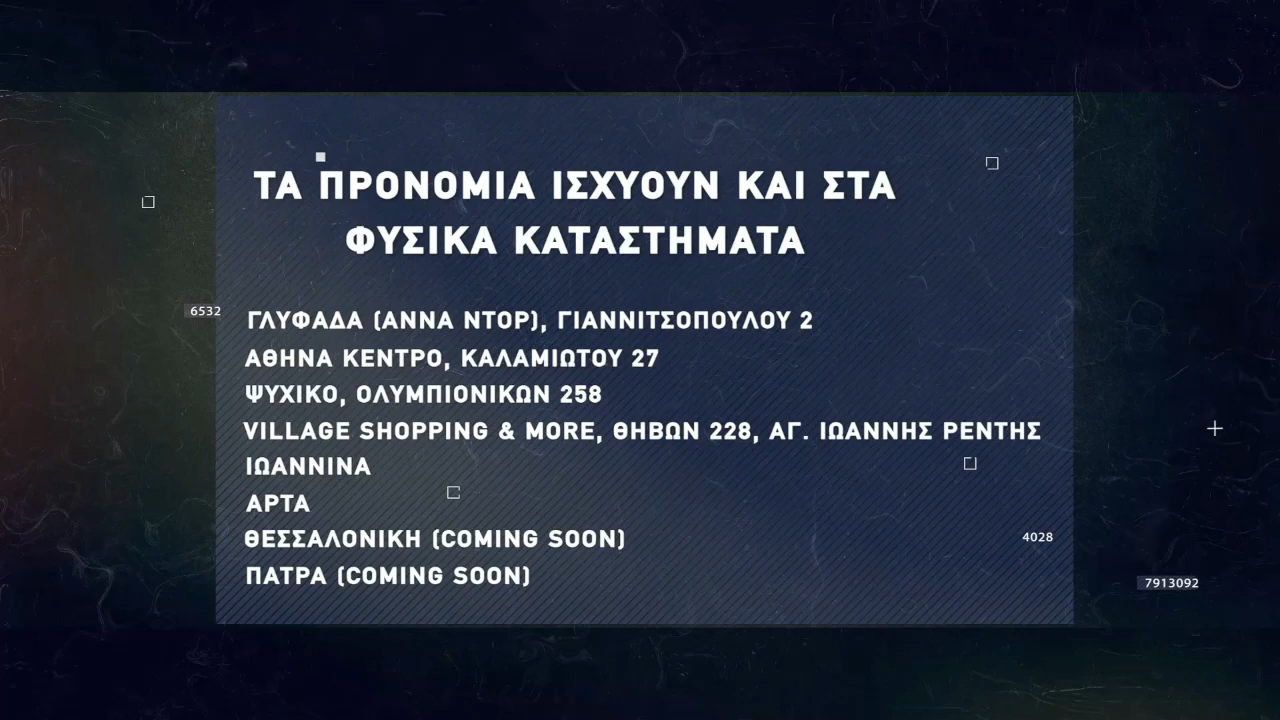 ΤΑ ΠΡΟΝΟΜΙΑ ΙΣΧΥΟΥΝ ΚΑΙ ΣΤΑ
ΦΥΣΙΚΑ ΚΑΤΑΣΤΗΜΑΤΑ
6532
ΓΛΥΦΑΔΑ (ΑΝΝΑ ΝΤΟΡ), ΓΙΑΝΝΙΤΣΟΠΟΥΛΟΥ 2
ΑΘΗΝΑ ΚΕΝΤΡΟ, ΚΑΛΑΜΙΩΤΟΥ 27
ΨΥΧΙΚΟ, ΟΛΥΜΠΙΟΝΙΚΩΝ 258
VILLAGE SHOPPING & MORE, ΘΗΒΩΝ 228, ΑΓ. ΙΩΑΝΝΗΣ ΡΕΝΤΗΣ
ΙΩΑΝΝΙΝΑ
ΑΡΤΑ
ΘΕΣΣΑΛΟΝΙΚΗ (COMING SOON)
4028
ΠΑΤΡΑ (COMING SOON)
7913092